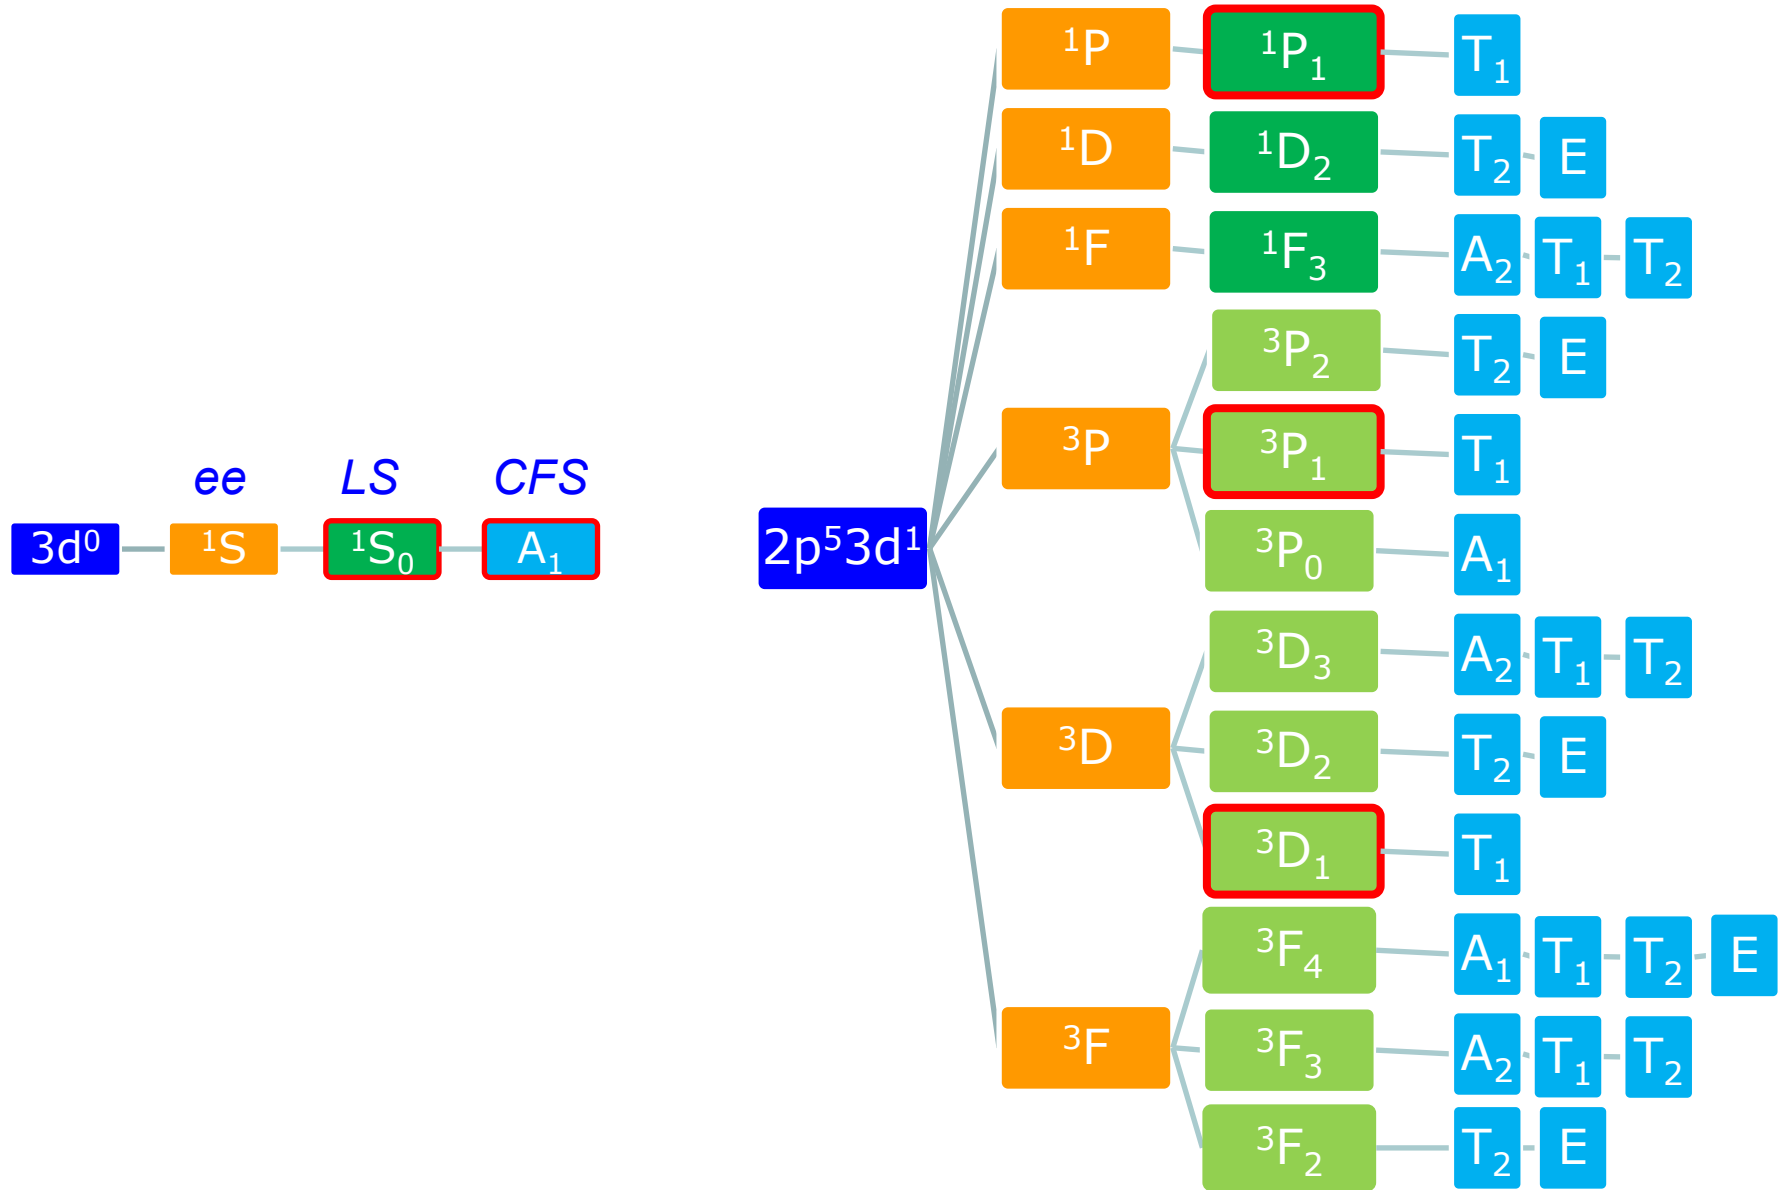 ¹P ¹P₁ T₁
¹D ¹D₂ T₂ E
¹F ¹F₃ A₂ T₁ T₂
³P₂ T₂ E
³P ³P₁ T₁
ee LS CFS
3d⁰ ¹S ¹S₀ A₁ 2p⁵3d¹ ³P₀ A₁
³D₃ A₂ T₁ T₂
³D ³D₂ T₂ E
³D₁ T₁
³F₄ A₁ T₁ T₂ E
³F ³F₃ A₂ T₁ T₂
³F₂ T₂ E